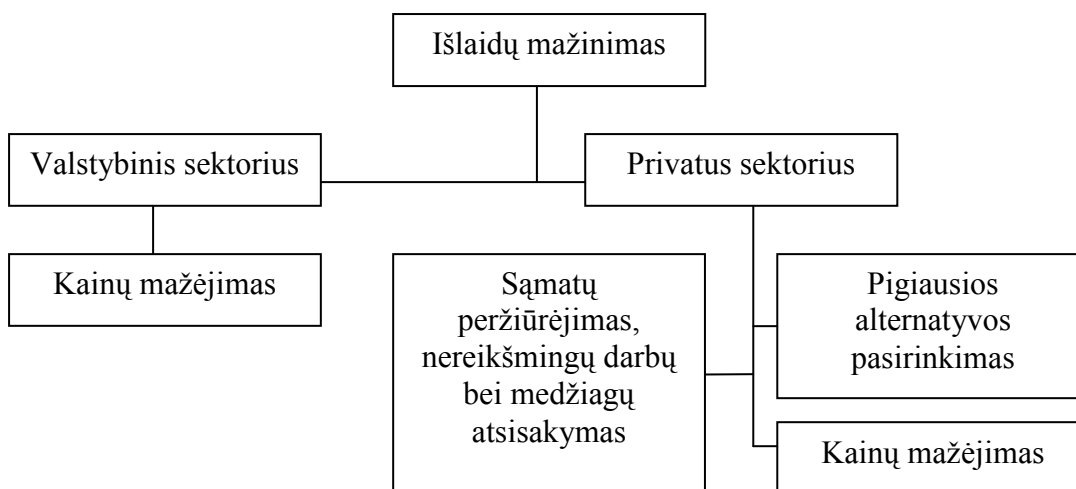 Išlaidų mažinimas
Valstybinis sektorius
Privatus sektorius
Kainų mažėjimas
Sąmatų
peržiūrėjimas,
nereikšmingų darbų
bei medžiagų
atsisakymas
Pigiausios
alternatyvos
pasirinkimas
Kainų mažėjimas